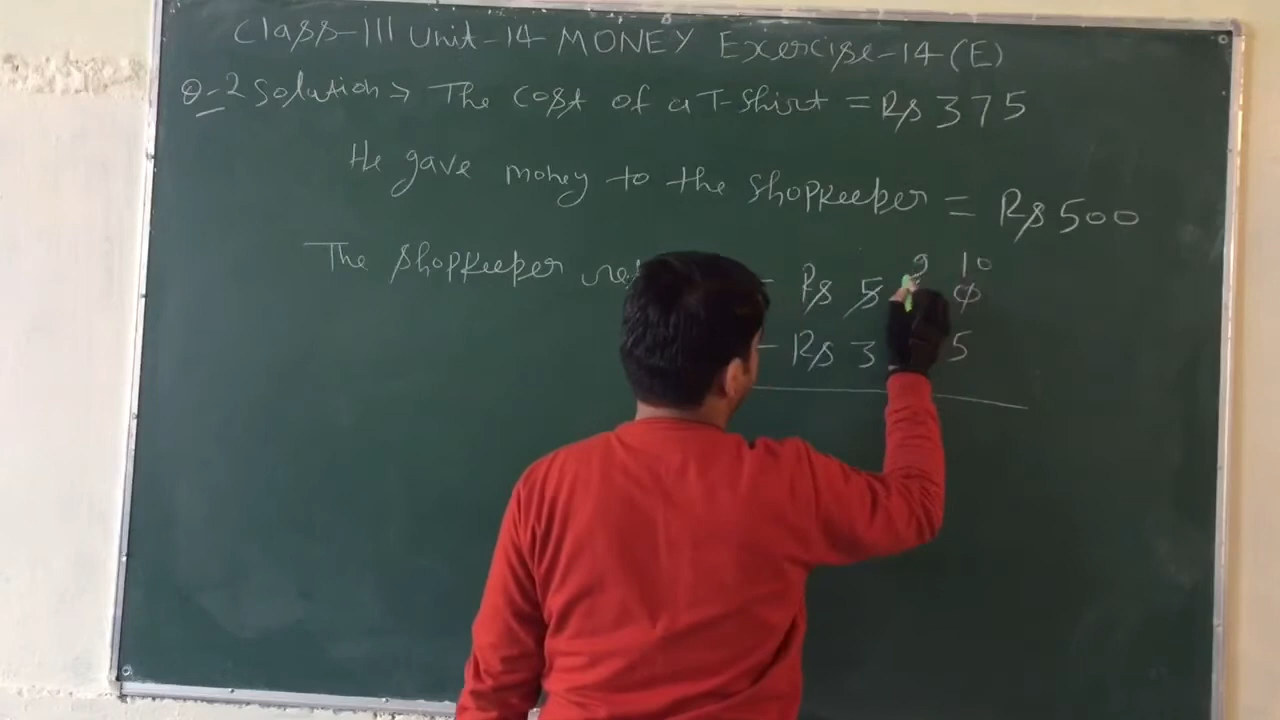 Class-III Unit-14 MONEY Exercise-14 (E)
Q-2 Solution → The cost of a T-Shirt = Rs 375
He gave money to the shopkeeper = Rs 500
9 10
The shopkeeper Rs 5 0
- Rs 3 5